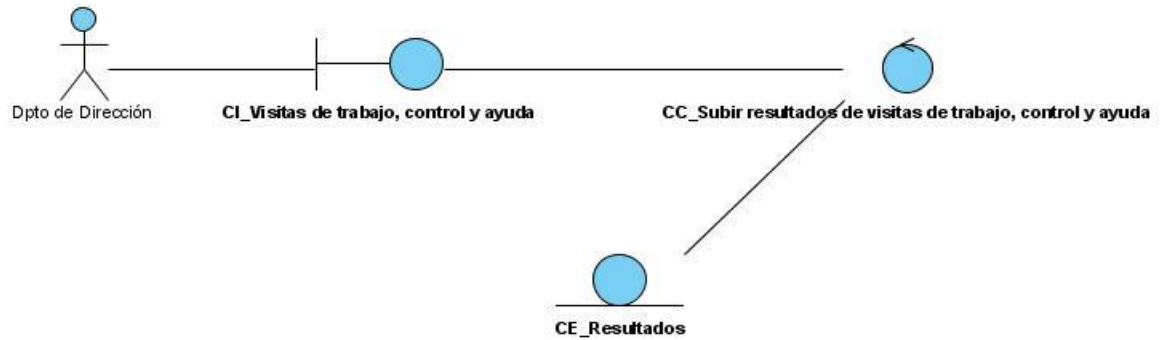 Dpto de Dirección
CI_Visitas de trabajo, control y ayuda
CC_Subir resultados de visitas de trabajo, control y ayuda
CE_Resultados